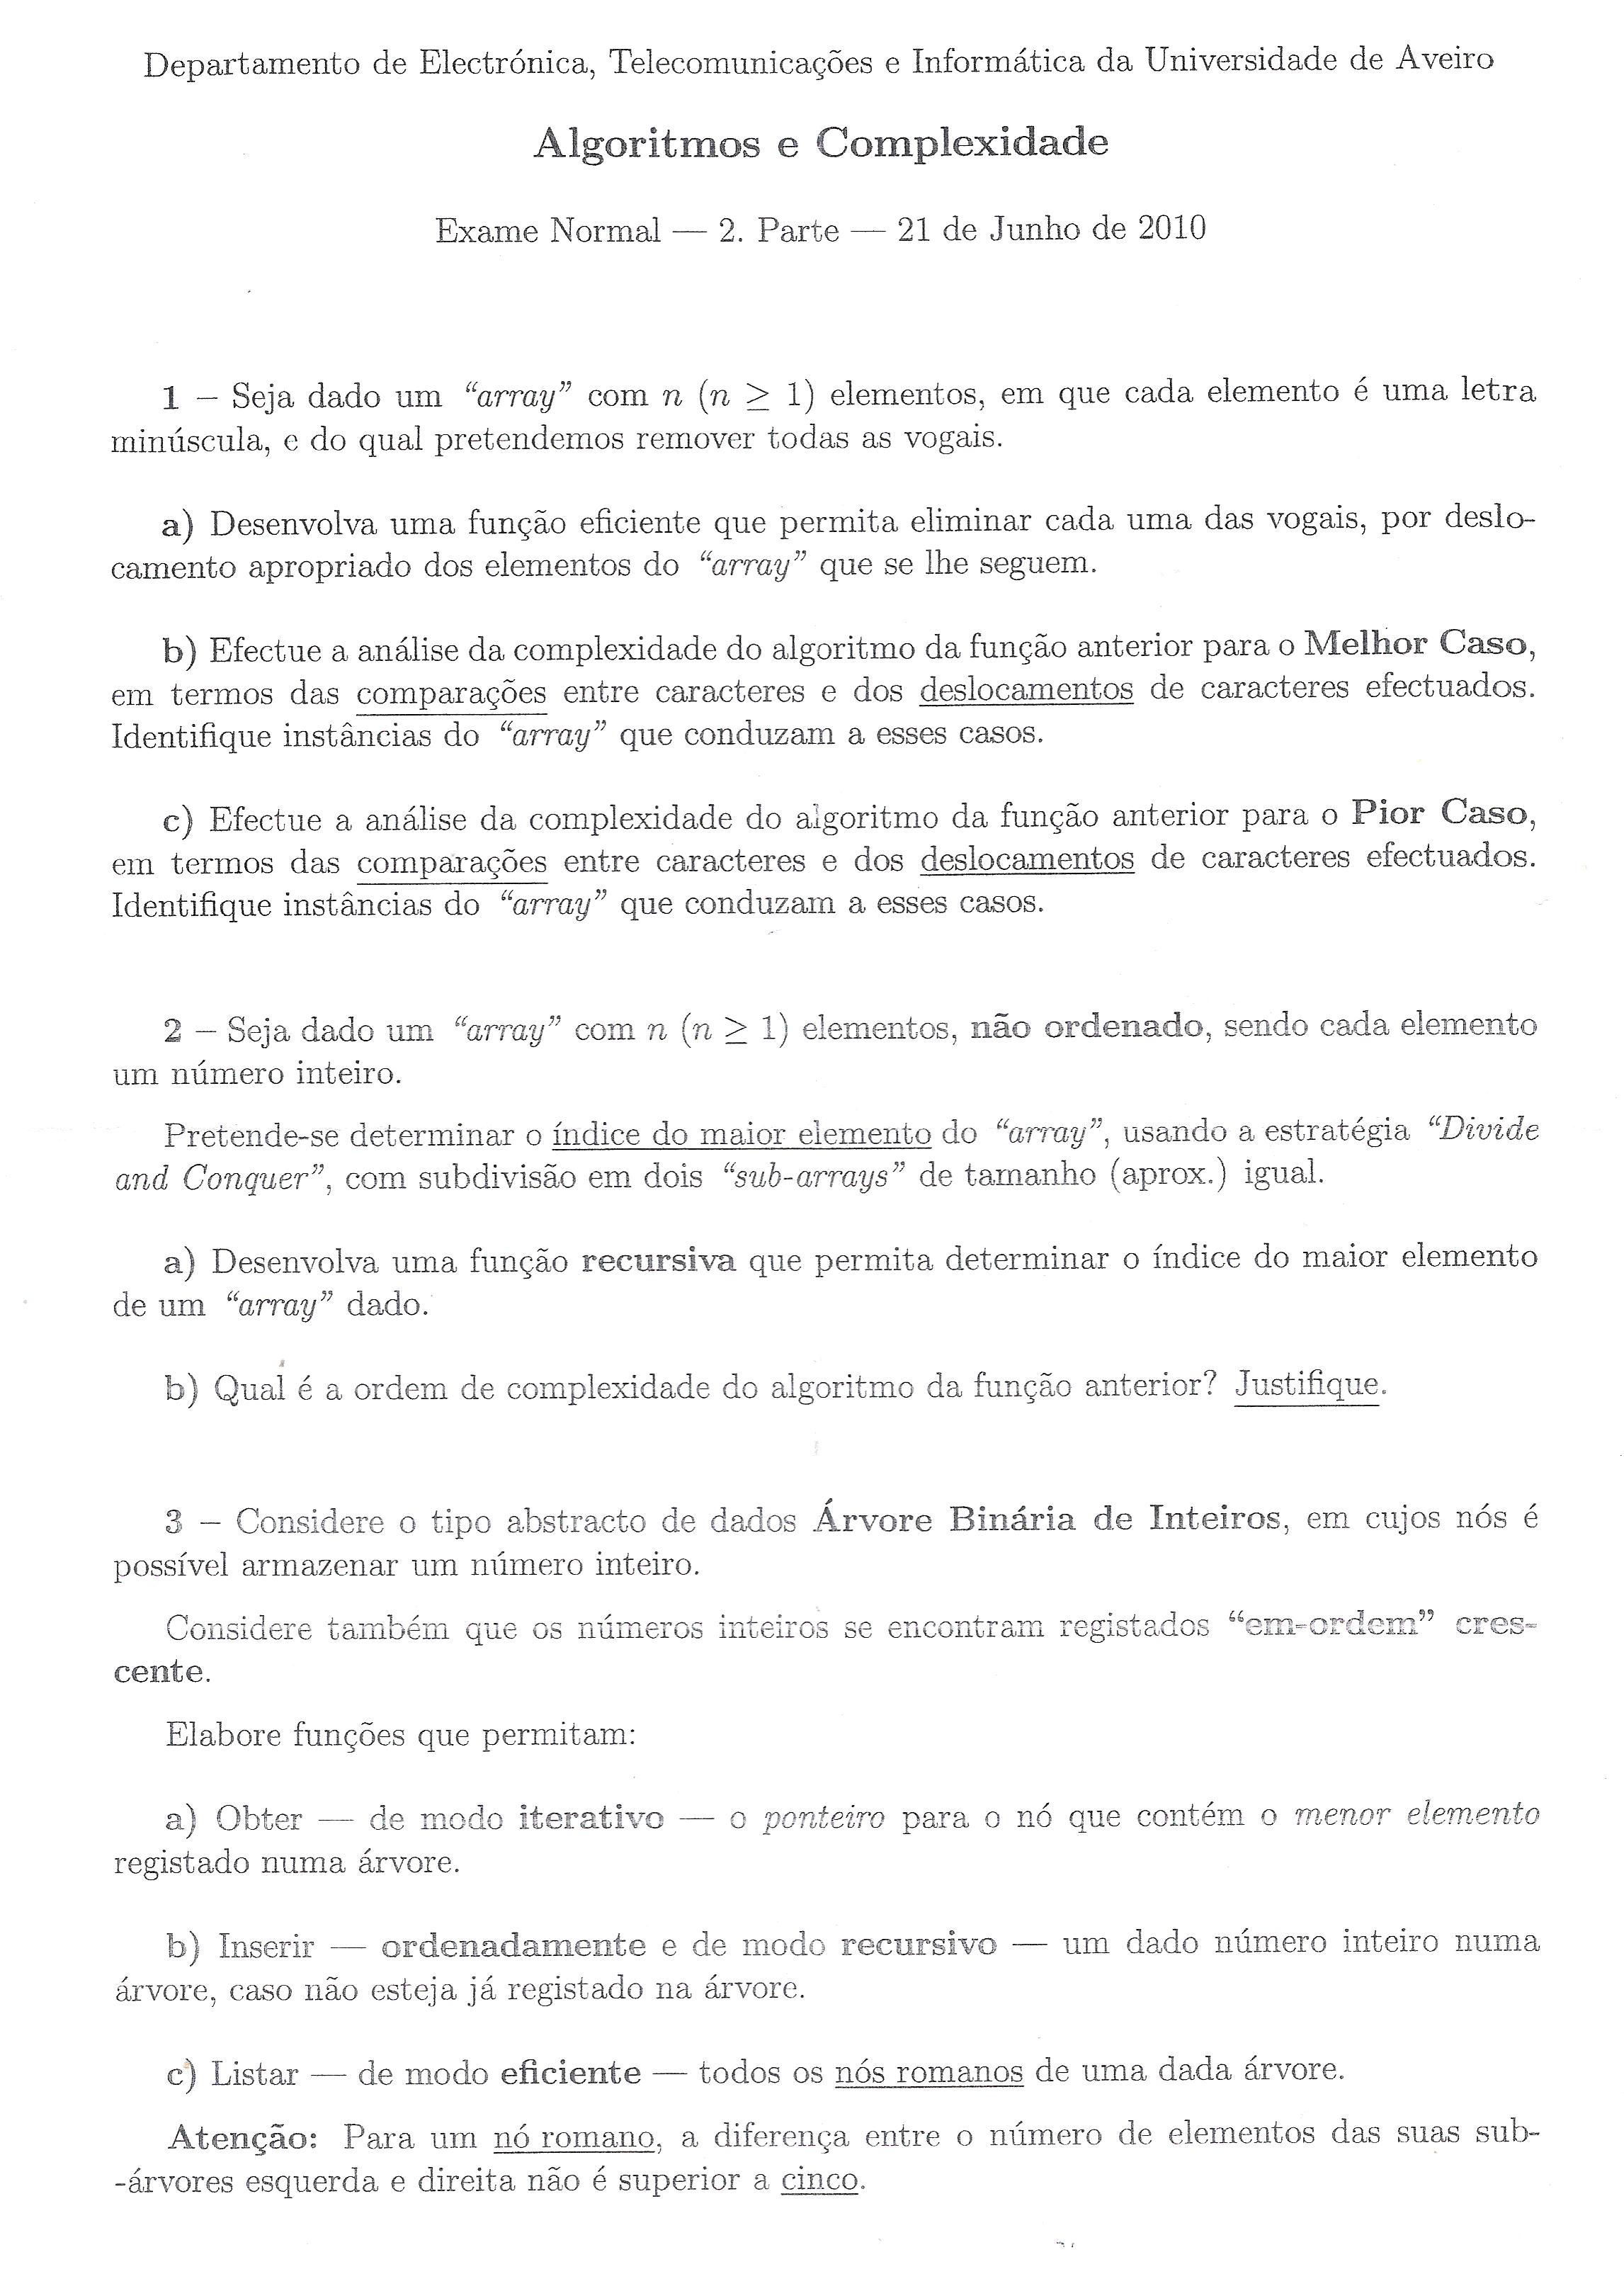 Departamento de Electrónica, Telecomunicações e Informática da Universidade de Aveiro
Algoritmos e Complexidade
Exame Normal — 2. Parte — 21 de Junho de 2010
1 – Seja dado um “array” com n (n ≥ 1) elementos, em que cada elemento é uma letra
minúscula, e do qual pretendemos remover todas as vogais.
a) Desenvolva uma função eficiente que permita eliminar cada uma das vogais, por deslo-
camento apropriado dos elementos do “array” que se lhe seguem.
b) Efectue a análise da complexidade do algoritmo da função anterior para o Melhor Caso,
em termos das comparações entre caracteres e dos deslocamentos de caracteres efectuados.
Identifique instâncias do “array” que conduzam a esses casos.
c) Efectue a análise da complexidade do algoritmo da função anterior para o Pior Caso,
em termos das comparações entre caracteres e dos deslocamentos de caracteres efectuados.
Identifique instâncias do “array” que conduzam a esses casos.
2 – Seja dado um “array” com n (n ≥ 1) elementos, não ordenado, sendo cada elemento
um número inteiro.
Pretende-se determinar o índice do maior elemento do “array”, usando a estratégia “Divide
and Conquer”, com subdivisão em dois “sub-arrays” de tamanho (aprox.) igual.
a) Desenvolva uma função recursiva que permita determinar o índice do maior elemento
de um “array” dado.
b) Qual é a ordem de complexidade do algoritmo da função anterior? Justifique.
3 – Considere o tipo abstracto de dados Árvore Binária de Inteiros, em cujos nós é
possível armazenar um número inteiro.
Considere também que os números inteiros se encontram registados “em-ordem” cres-
cente.
Elabore funções que permitam:
a) Obter — de modo iterativo — o ponteiro para o nó que contém o menor elemento
registado numa árvore.
b) Inserir — ordenadamente e de modo recursivo — um dado número inteiro numa
árvore, caso não esteja já registado na árvore.
c) Listar — de modo eficiente — todos os nós romanos de uma dada árvore.
Atenção: Para um nó romano, a diferença entre o número de elementos das suas sub-
-árvores esquerda e direita não é superior a cinco.